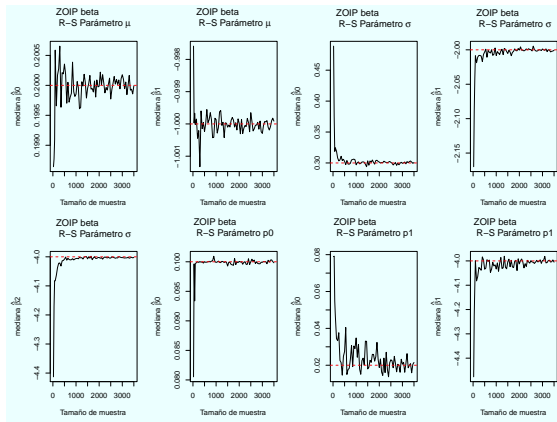 ZOIP beta
R−S Parámetro μ
mediana β̂0
0.1990 0.1995 0.2000 0.2005
0 1000 2000 3000
Tamaño de muestra
ZOIP beta
R−S Parámetro μ
mediana β̂1
−1.001 −1.000 −0.999 −0.998
0 1000 2000 3000
Tamaño de muestra
ZOIP beta
R−S Parámetro σ
mediana β̂0
0.30 0.35 0.40 0.45
0 1000 2000 3000
Tamaño de muestra
ZOIP beta
R−S Parámetro σ
mediana β̂1
−2.15 −2.10 −2.05 −2.00
0 1000 2000 3000
Tamaño de muestra
ZOIP beta
R−S Parámetro σ
mediana β̂2
−4.4 −4.3 −4.2 −4.1 −4.0
0 1000 2000 3000
Tamaño de muestra
ZOIP beta
R−S Parámetro p0
mediana β̂0
0.080 0.085 0.090 0.095 0.100
0 1000 2000 3000
Tamaño de muestra
ZOIP beta
R−S Parámetro p1
mediana β̂0
0.02 0.04 0.06 0.08
0 1000 2000 3000
Tamaño de muestra
ZOIP beta
R−S Parámetro p1
mediana β̂1
−4.4 −4.3 −4.2 −4.1 −4.0
0 1000 2000 3000
Tamaño de muestra